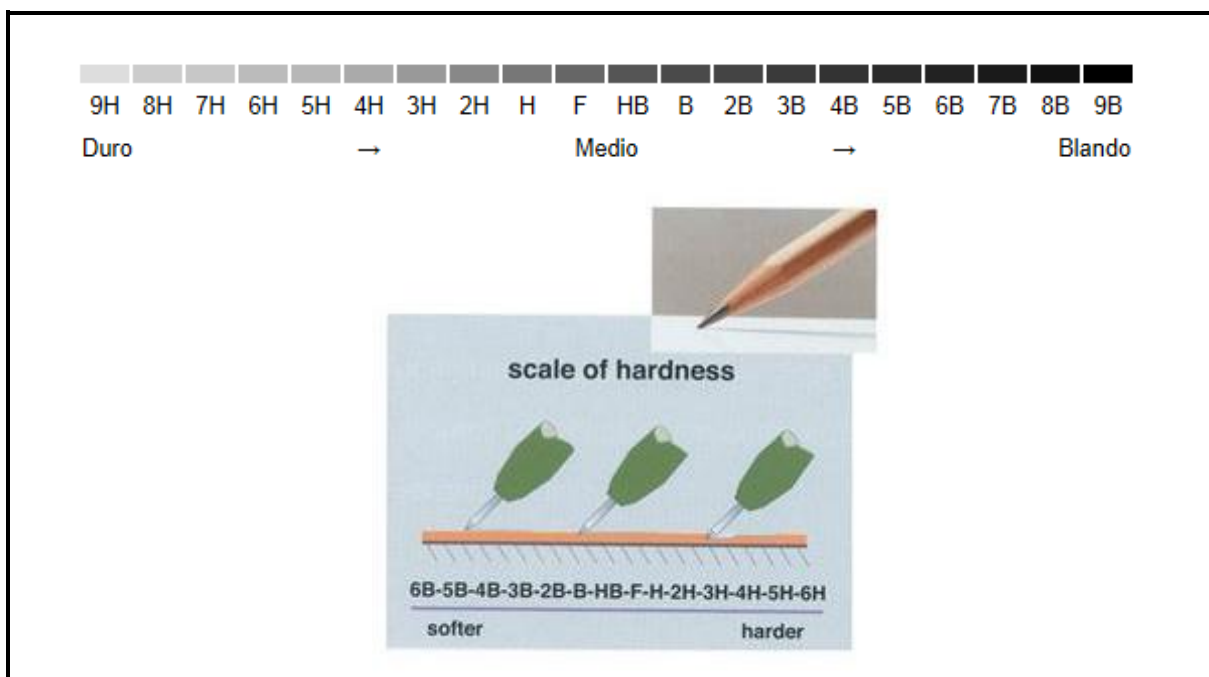 9H 8H 7H 6H 5H 4H 3H 2H H F HB B 2B 3B 4B 5B 6B 7B 8B 9B
Duro → Medio → Blando
scale of hardness
6B-5B-4B-3B-2B-B-HB-F-H-2H-3H-4H-5H-6H
softer harder